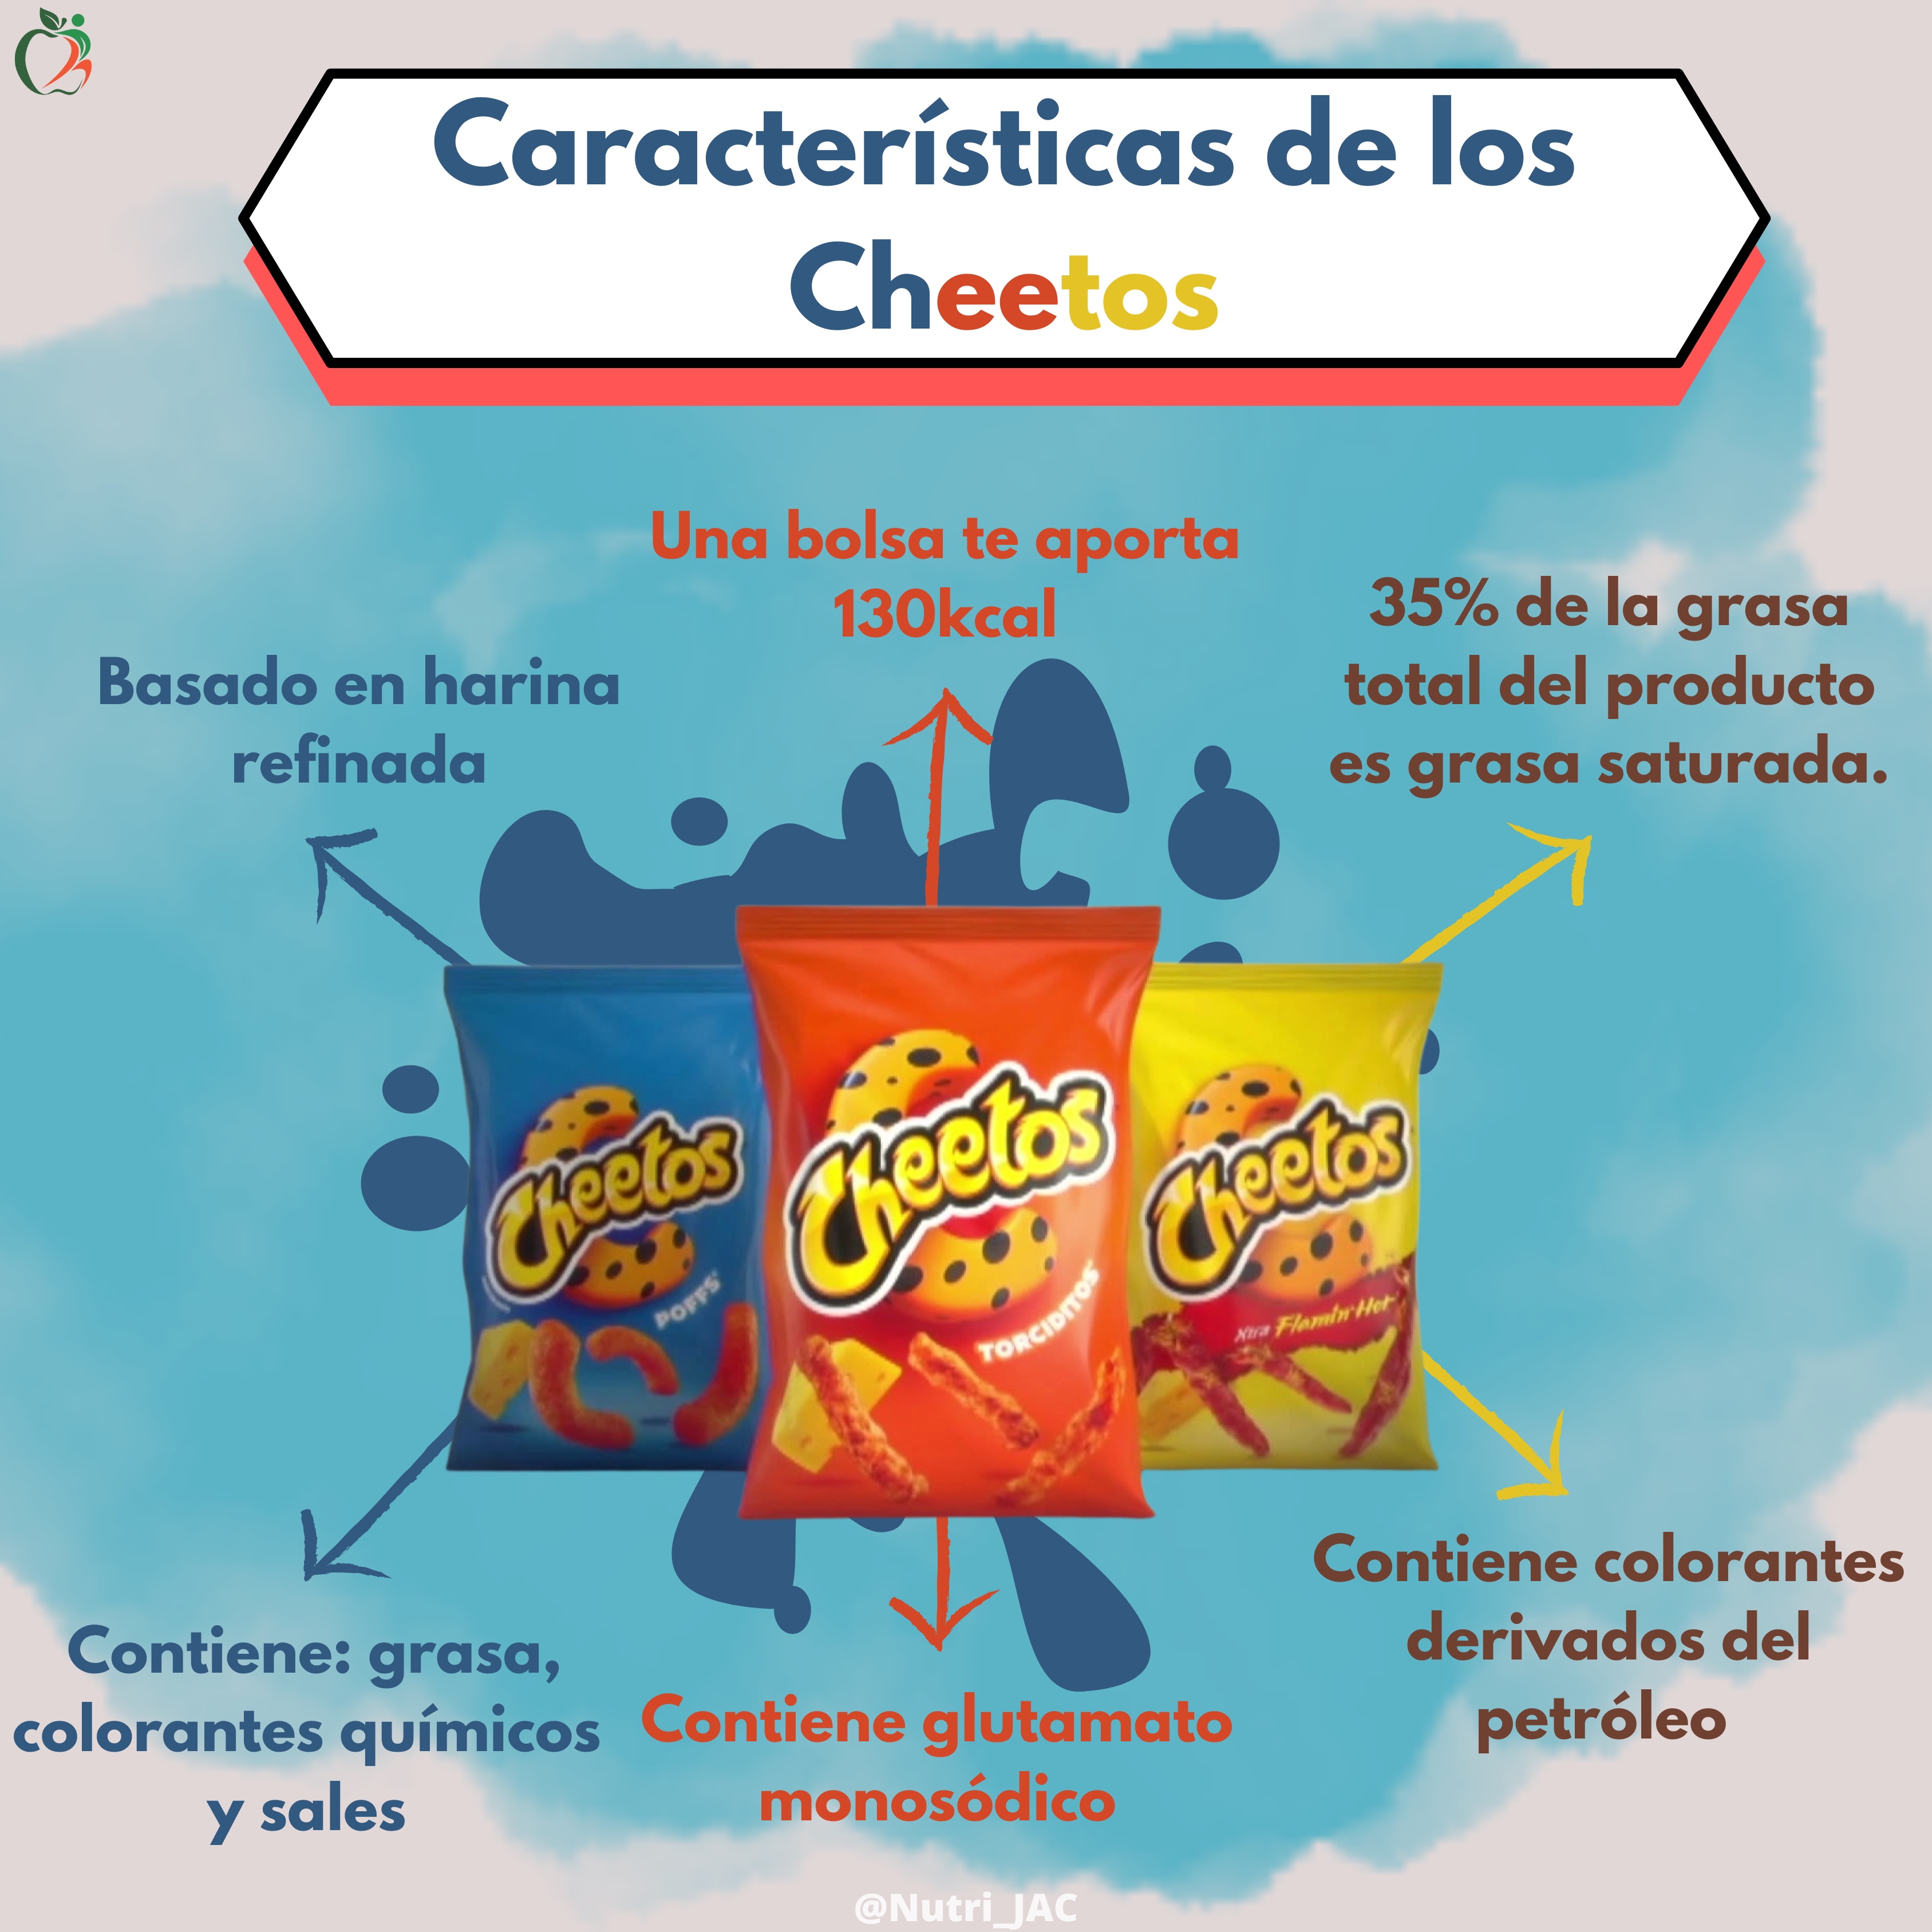 Características de los
Cheetos
Una bolsa te aporta
130kcal
35% de la grasa
total del producto
es grasa saturada.
Basado en harina
refinada
Cheetos
POFFS
Cheetos
TORCIDITOS
Cheetos
Xtra Flamin' Hot
Contiene: grasa,
colorantes químicos
y sales
Contiene glutamato
monosódico
Contiene colorantes
derivados del
petróleo
@Nutri_JAC